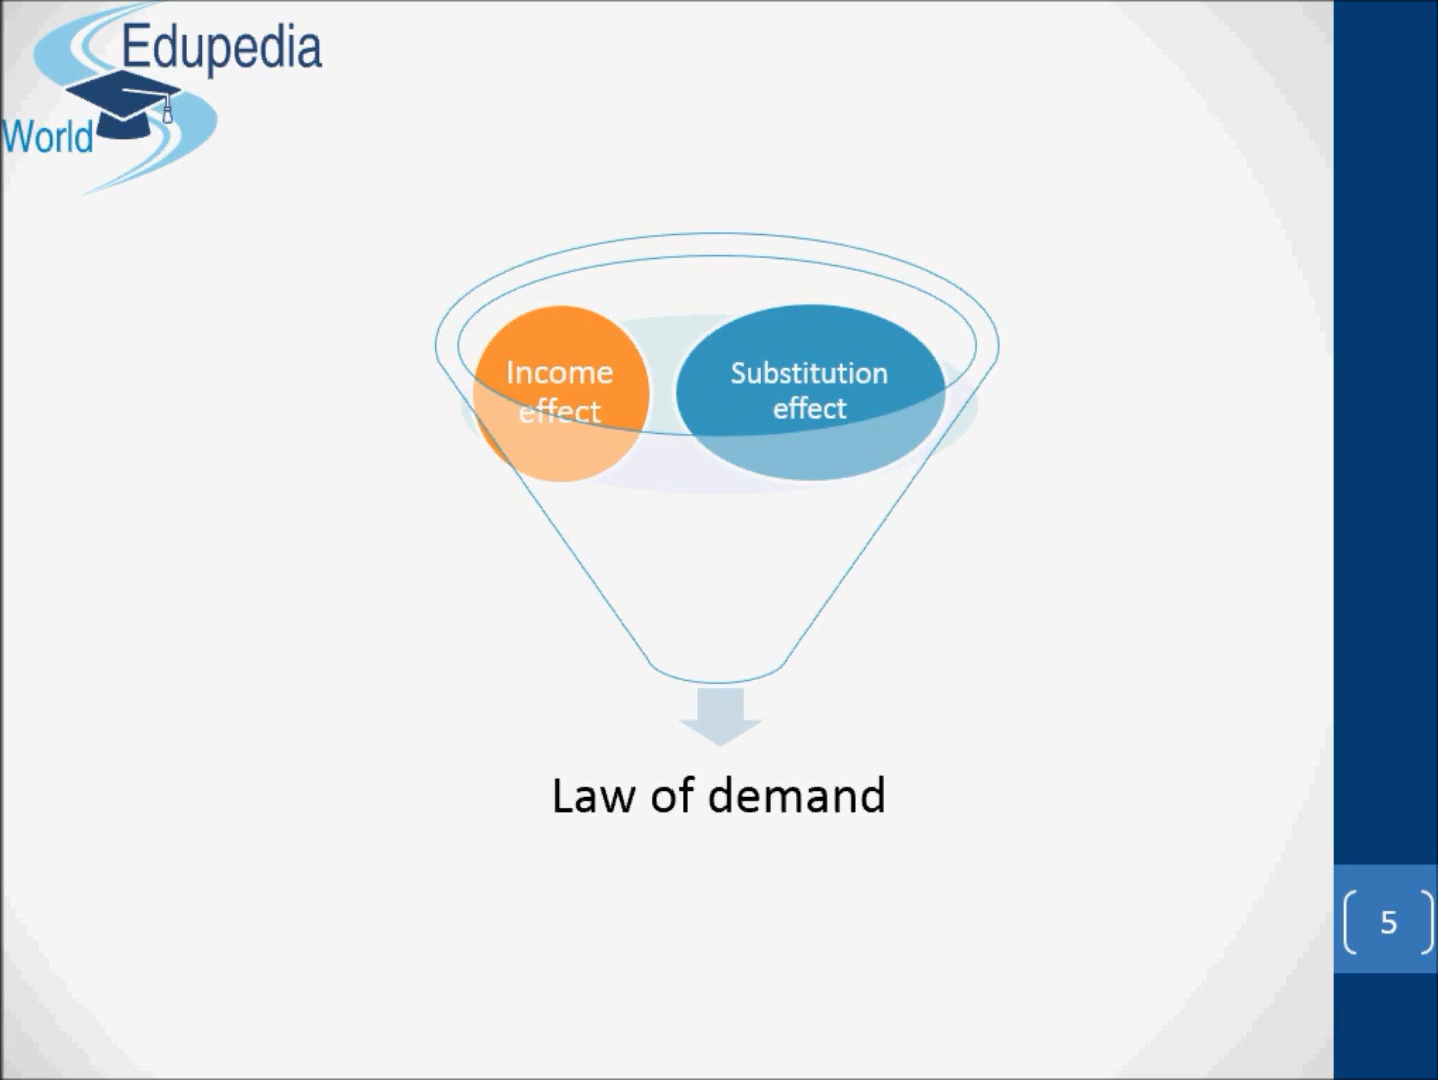 Edupedia
World
Income
effect
Substitution
effect
Law of demand
5